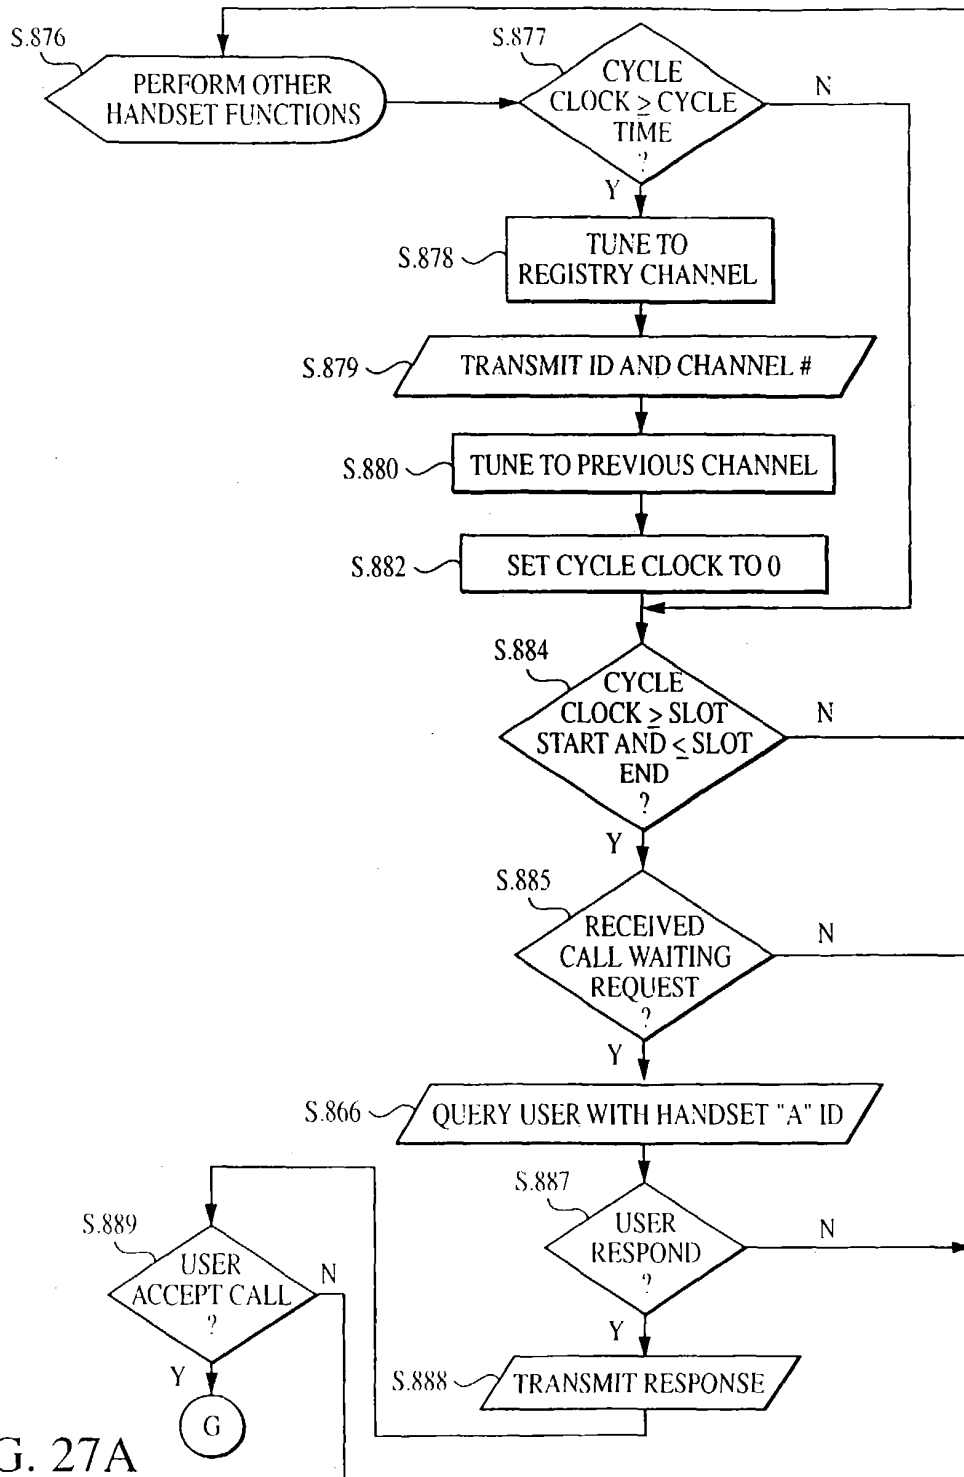 S.876
PERFORM OTHER
HANDSET FUNCTIONS
S.877
CYCLE
CLOCK ≥ CYCLE
TIME
?
N
Y
S.878
TUNE TO
REGISTRY CHANNEL
S.879
TRANSMIT ID AND CHANNEL #
S.880
TUNE TO PREVIOUS CHANNEL
S.882
SET CYCLE CLOCK TO 0
S.884
CYCLE
CLOCK ≥ SLOT
START AND ≤ SLOT
END
?
N
Y
S.885
RECEIVED
CALL WAITING
REQUEST
?
N
Y
S.866
QUERY USER WITH HANDSET "A" ID
S.887
USER
RESPOND
?
N
Y
S.888
TRANSMIT RESPONSE
S.889
USER
ACCEPT CALL
?
N
Y
G
G. 27A